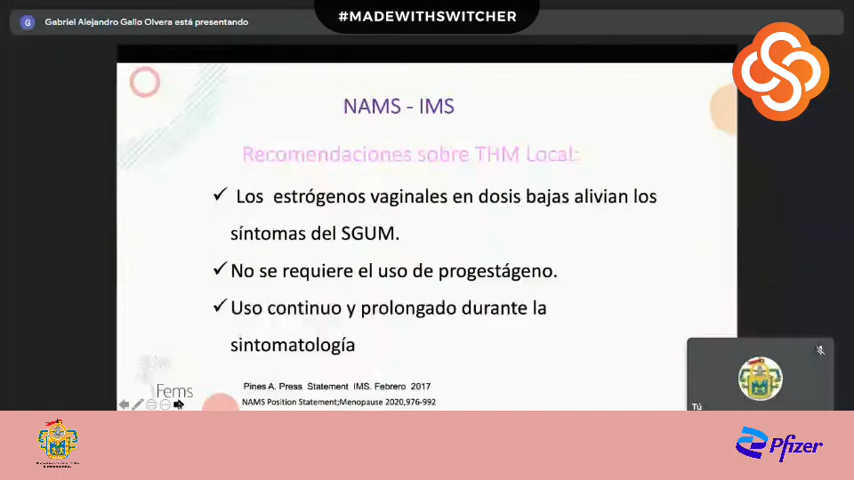 #MADEWITHSWITCHER
G
Gabriel Alejandro Gallo Olvera está presentando
NAMS - IMS
Recomendaciones sobre THM Local:
✓ Los estrógenos vaginales en dosis bajas alivian los
síntomas del SGUM.
✓ No se requiere el uso de progestágeno.
✓ Uso continuo y prolongado durante la
sintomatología
Fems
Pines A. Press Statement IMS. Febrero 2017
NAMS Position Statement;Menopause 2020,976-992
Tú
Pfizer